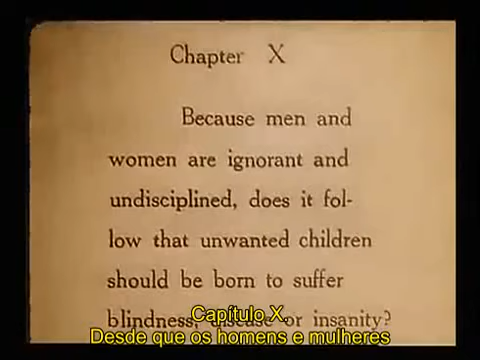 Chapter X
Because men and
women are ignorant and
undisciplined, does it fol-
low that unwanted children
should be born to suffer
blindness, disease or insanity?
Capítulo X.
Desde que os homens e mulheres